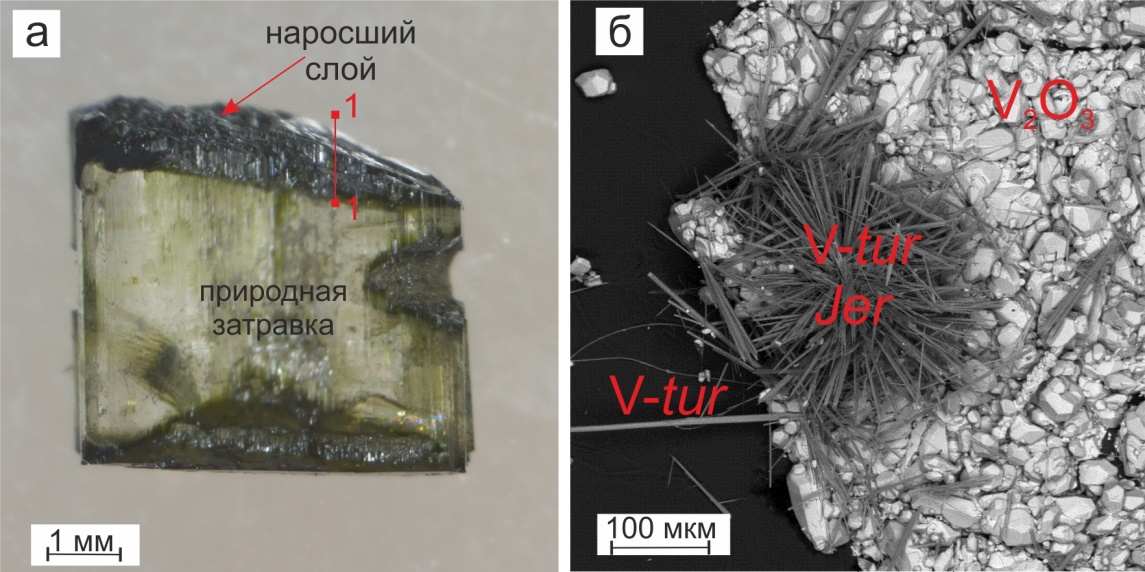 а
наросший
слой
1
1
природная
затравка
1 мм
б
V₂O₃
V-tur
Jer
V-tur
100 мкм